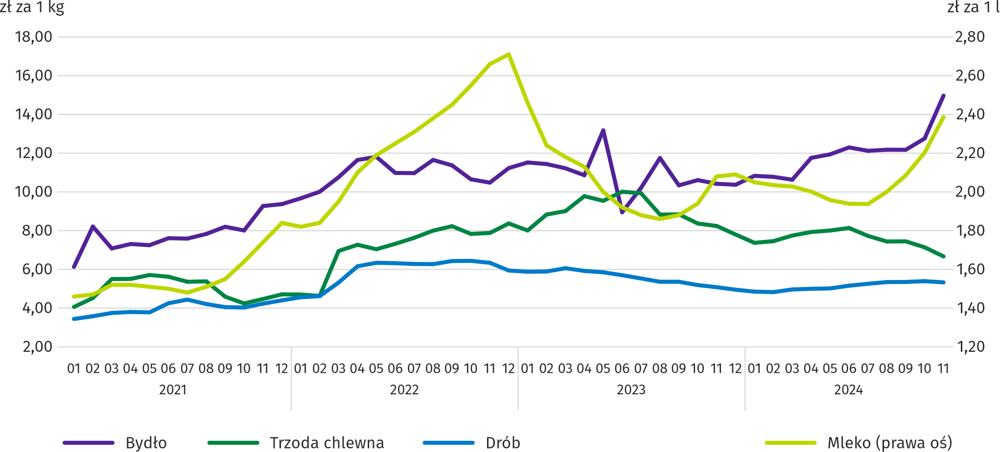 zł za 1 kg zł za 1 l
18,00 2,80
16,00 2,60
14,00 2,40
12,00 2,20
10,00 2,00
8,00 1,80
6,00 1,60
4,00 1,40
2,00 1,20
01 02 03 04 05 06 07 08 09 10 11 12 01 02 03 04 05 06 07 08 09 10 11 12 01 02 03 04 05 06 07 08 09 10 11 12 01 02 03 04 05 06 07 08 09 10 11
2021 2022 2023 2024
Bydło Trzoda chlewna Drób Mleko (prawa oś)